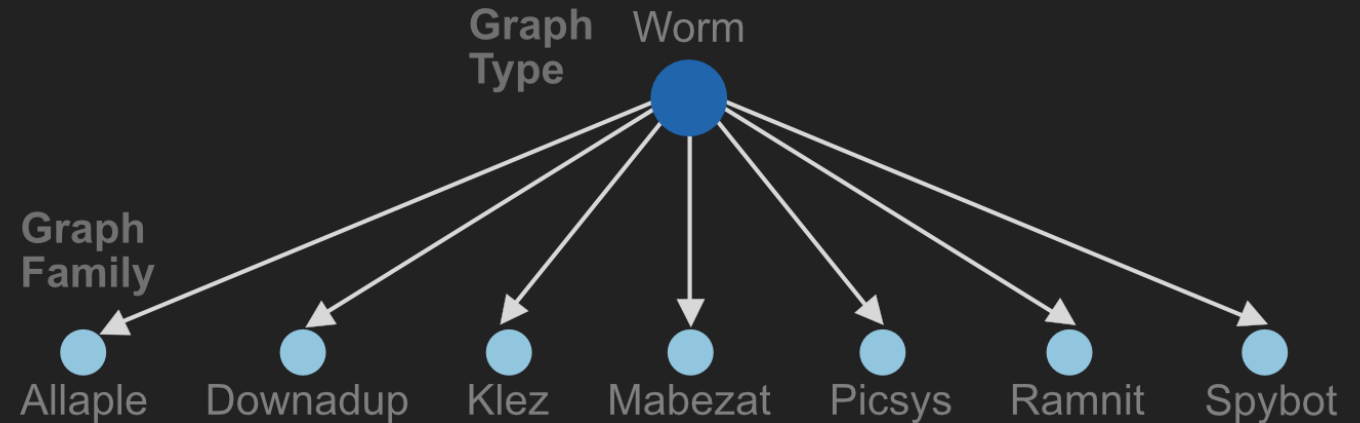 Graph
Type
Worm
Graph
Family
Allaple
Downadup
Klez
Mabezat
Picsys
Ramnit
Spybot